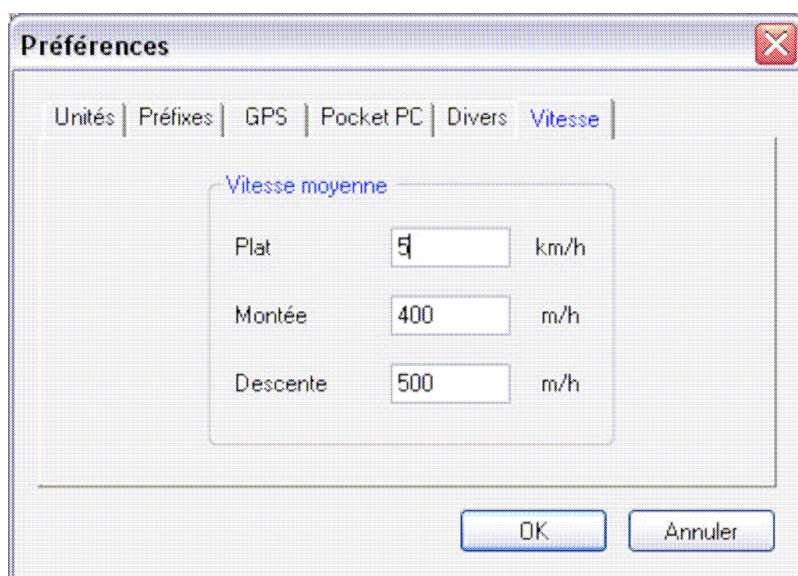 Préférences
Unités Préfixes GPS Pocket PC Divers Vitesse
Vitesse moyenne
Plat 5 km/h
Montée 400 m/h
Descente 500 m/h
OK Annuler